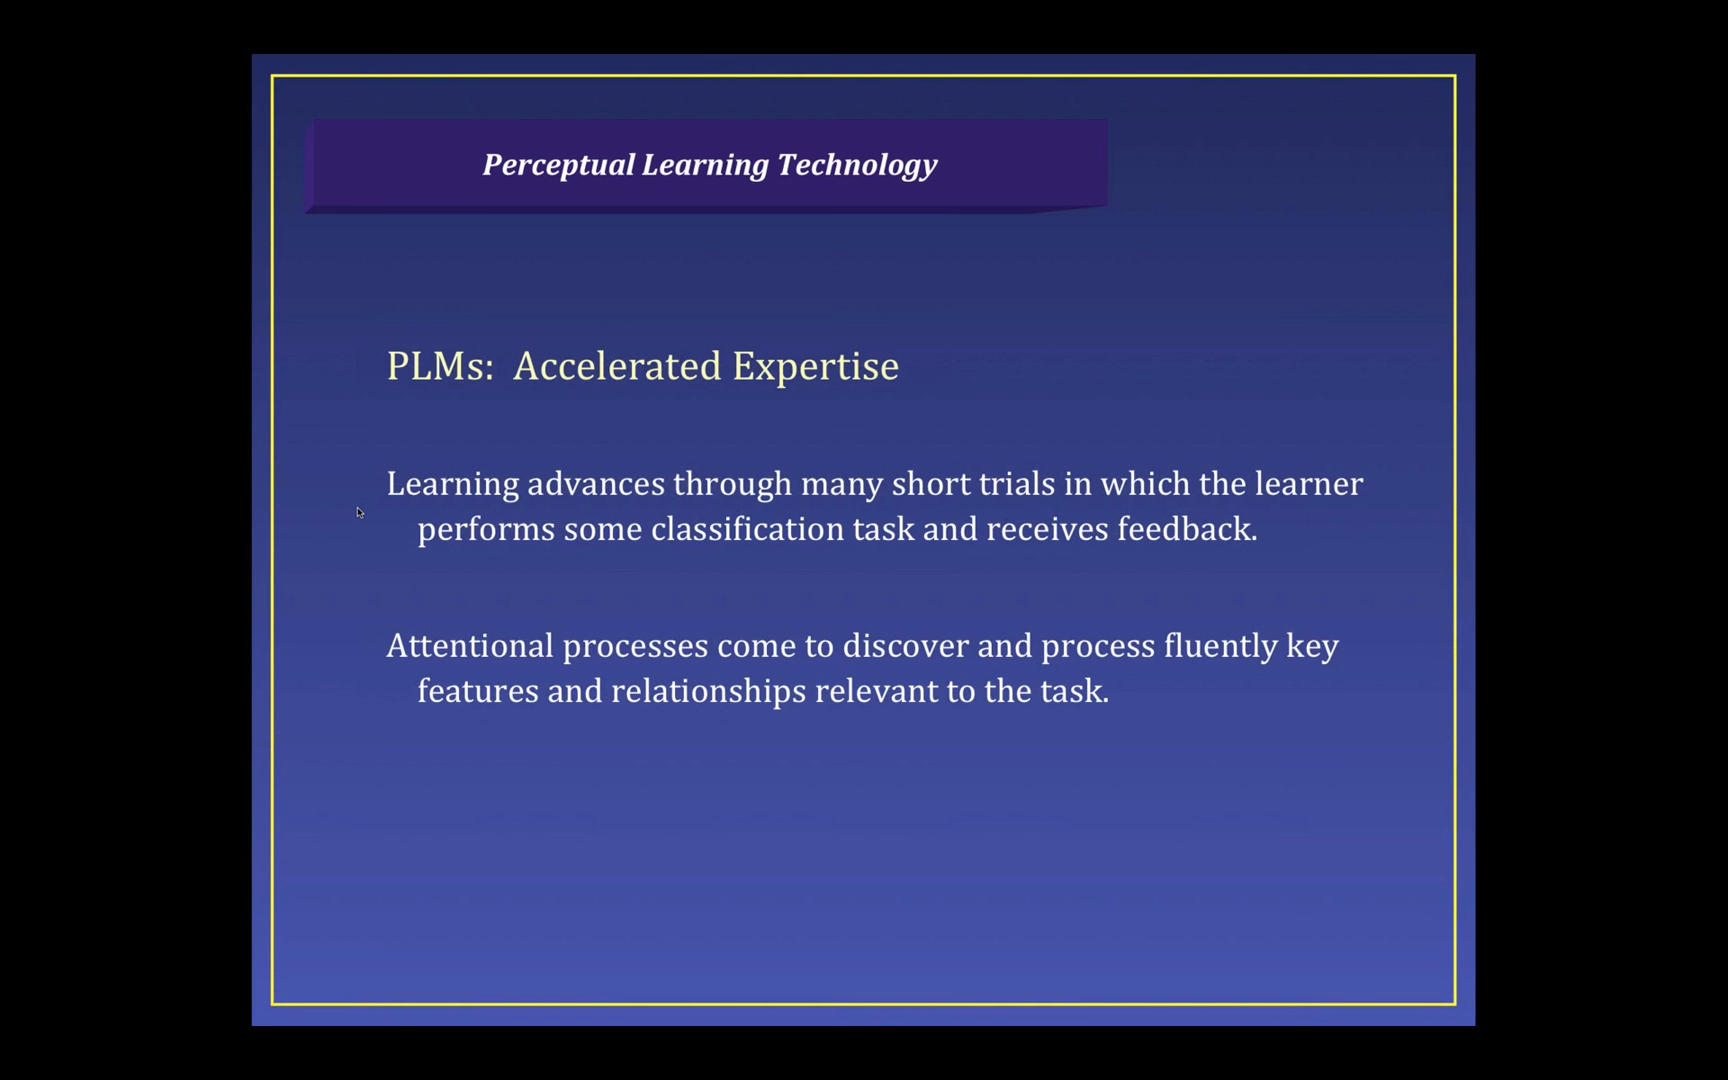 Perceptual Learning Technology
PLMs: Accelerated Expertise
Learning advances through many short trials in which the learner
performs some classification task and receives feedback.
Attentional processes come to discover and process fluently key
features and relationships relevant to the task.